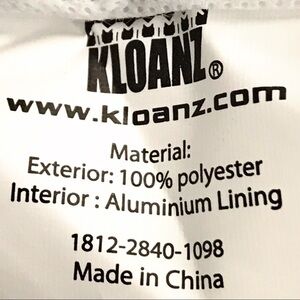 KLOANZ®
www.kloanz.com
Material:
Exterior: 100% polyester
Interior : Aluminium Lining
1812-2840-1098
Made in China